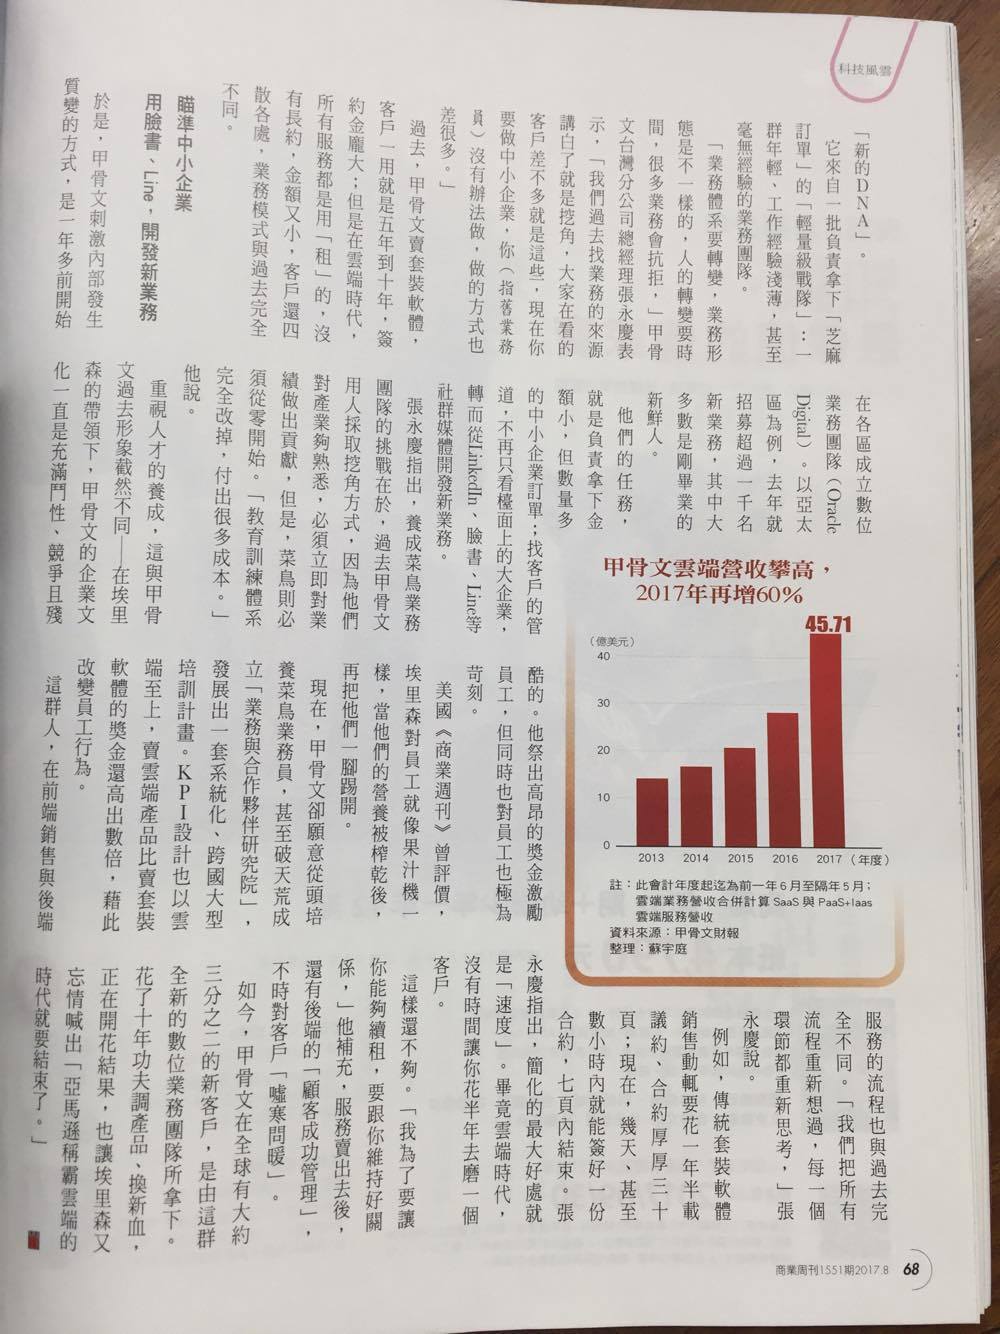 科技風雲
「新的DNA」。
它來自一批負責拿下「芝麻
訂單」的「輕量級戰隊」：一
群年輕、工作經驗淺薄，甚至
毫無經驗的業務團隊。
「業務體系要轉變，業務形
態是不一樣的，人的轉變要時
間，很多業務會抗拒，」甲骨
文台灣分公司總經理張永慶表
示，「我們過去找業務的來源
講白了就是挖角，大家在看的
客戶差不多就是這些，現在你
要做中小企業，你（指舊業務
員）沒有辦法做，做的方式也
差很多。」
過去，甲骨文賣套裝軟體，
客戶一用就是五年到十年，簽
約金龐大；但是在雲端時代，
所有服務都是用「租」的，沒
有長約，金額又小，客戶還四
散各處，業務模式與過去完全
不同。
瞄準中小企業
用臉書、Line，開發新業務
於是，甲骨文刺激內部發生
質變的方式，是一年多前開始
在各區成立數位
業務團隊（Oracle
Digital）。以亞太
區為例，去年就
招募超過一千名
新業務，其中大
多數是剛畢業的
新鮮人。
他們的任務，
就是負責拿下金
額小，但數量多
的中小企業訂單；找客戶的管
道，不再只看檯面上的大企業，
轉而從LinkedIn、臉書、Line等
社群媒體開發新業務。
張永慶指出，養成菜鳥業務
團隊的挑戰在於，過去甲骨文
用人採取挖角方式，因為他們
對產業夠熟悉，必須立即對業
績做出貢獻，但是，菜鳥則必
須從零開始。「教育訓練體系
完全改掉，付出很多成本。」
他說。
重視人才的養成，這與甲骨
文過去形象截然不同——在埃里
森的帶領下，甲骨文的企業文
化一直是充滿鬥性、競爭且殘
甲骨文雲端營收攀高，
2017年再增60%
（億美元）
45.71
40
30
20
10
0
2013 2014 2015 2016 2017（年度）
註：此會計年度起迄為前一年6月至隔年5月；
雲端業務營收合併計算SaaS與PaaS+Iaas
雲端服務營收
資料來源：甲骨文財報
整理：蘇宇庭
酷的。他祭出高昂的獎金激勵
員工，但同時也對員工也極為
苛刻。
美國《商業週刊》曾評價，
埃里森對員工就像果汁機一
樣，當他們的營養被榨乾後，
再把他們一腳踢開。
現在，甲骨文卻願意從頭培
養菜鳥業務員，甚至破天荒成
立「業務與合作夥伴研究院」，
發展出一套系統化、跨國大型
培訓計畫。KPI設計也以雲
端至上，賣雲端產品比賣套裝
軟體的獎金還高出數倍，藉此
改變員工行為。
這群人，在前端銷售與後端
服務的流程也與過去完
全不同。「我們把所有
流程重新想過，每一個
環節都重新思考，」張
永慶說。
例如，傳統套裝軟體
銷售動輒要花一年半載
議約、合約厚厚三十
頁；現在，幾天、甚至
數小時內就能簽好一份
合約，七頁內結束。張
永慶指出，簡化的最大好處就
是「速度」。畢竟雲端時代，
沒有時間讓你花半年去磨一個
客戶。
這樣還不夠。「我為了要讓
你能夠續租，要跟你維持好關
係，」他補充，服務賣出去後，
還有後端的「顧客成功管理」，
不時對客戶「噓寒問暖」。
如今，甲骨文在全球有大約
三分之二的新客戶，是由這群
全新的數位業務團隊所拿下。
花了十年功夫調產品、換新血，
正在開花結果，也讓埃里森又
忘情喊出「亞馬遜稱霸雲端的
時代就要結束了。」
商業周刊1551期2017.8 68